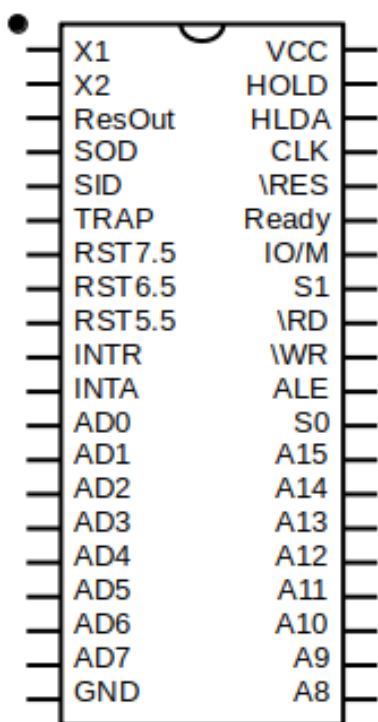 X1 VCC
X2 HOLD
ResOut HLDA
SOD CLK
SID \RES
TRAP Ready
RST7.5 IO/M
RST6.5 S1
RST5.5 \RD
INTR \WR
INTA ALE
AD0 S0
AD1 A15
AD2 A14
AD3 A13
AD4 A12
AD5 A11
AD6 A10
AD7 A9
GND A8